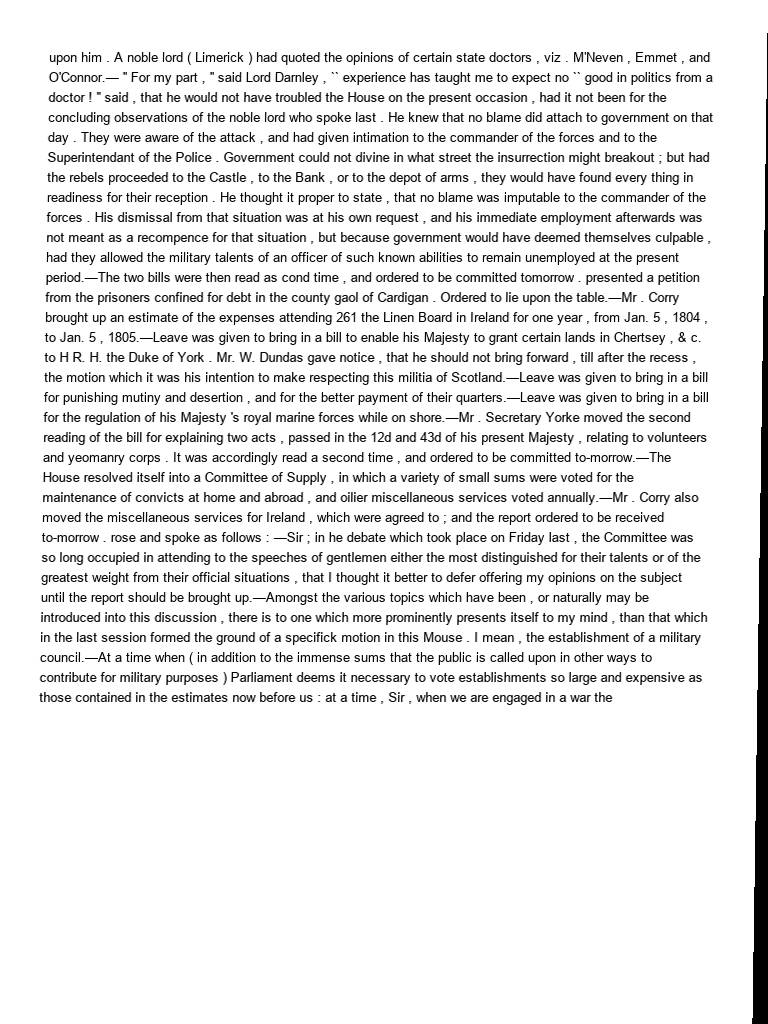 upon him . A noble lord ( Limerick ) had quoted the opinions of certain state doctors , viz . M'Neven , Emmet , and
O'Connor.— " For my part , " said Lord Darnley , `` experience has taught me to expect no `` good in politics from a
doctor ! " said , that he would not have troubled the House on the present occasion , had it not been for the
concluding observations of the noble lord who spoke last . He knew that no blame did attach to government on that
day . They were aware of the attack , and had given intimation to the commander of the forces and to the
Superintendant of the Police . Government could not divine in what street the insurrection might breakout ; but had
the rebels proceeded to the Castle , to the Bank , or to the depot of arms , they would have found every thing in
readiness for their reception . He thought it proper to state , that no blame was imputable to the commander of the
forces . His dismissal from that situation was at his own request , and his immediate employment afterwards was
not meant as a recompence for that situation , but because government would have deemed themselves culpable ,
had they allowed the military talents of an officer of such known abilities to remain unemployed at the present
period.—The two bills were then read as cond time , and ordered to be committed tomorrow . presented a petition
from the prisoners confined for debt in the county gaol of Cardigan . Ordered to lie upon the table.—Mr . Corry
brought up an estimate of the expenses attending 261 the Linen Board in Ireland for one year , from Jan. 5 , 1804 ,
to Jan. 5 , 1805.—Leave was given to bring in a bill to enable his Majesty to grant certain lands in Chertsey , & c.
to H R. H. the Duke of York . Mr. W. Dundas gave notice , that he should not bring forward , till after the recess ,
the motion which it was his intention to make respecting this militia of Scotland.—Leave was given to bring in a bill
for punishing mutiny and desertion , and for the better payment of their quarters.—Leave was given to bring in a bill
for the regulation of his Majesty 's royal marine forces while on shore.—Mr . Secretary Yorke moved the second
reading of the bill for explaining two acts , passed in the 12d and 43d of his present Majesty , relating to volunteers
and yeomanry corps . It was accordingly read a second time , and ordered to be committed to-morrow.—The
House resolved itself into a Committee of Supply , in which a variety of small sums were voted for the
maintenance of convicts at home and abroad , and oilier miscellaneous services voted annually.—Mr . Corry also
moved the miscellaneous services for Ireland , which were agreed to ; and the report ordered to be received
to-morrow . rose and spoke as follows : —Sir ; in he debate which took place on Friday last , the Committee was
so long occupied in attending to the speeches of gentlemen either the most distinguished for their talents or of the
greatest weight from their official situations , that I thought it better to defer offering my opinions on the subject
until the report should be brought up.—Amongst the various topics which have been , or naturally may be
introduced into this discussion , there is to one which more prominently presents itself to my mind , than that which
in the last session formed the ground of a specifick motion in this Mouse . I mean , the establishment of a military
council.—At a time when ( in addition to the immense sums that the public is called upon in other ways to
contribute for military purposes ) Parliament deems it necessary to vote establishments so large and expensive as
those contained in the estimates now before us : at a time , Sir , when we are engaged in a war the